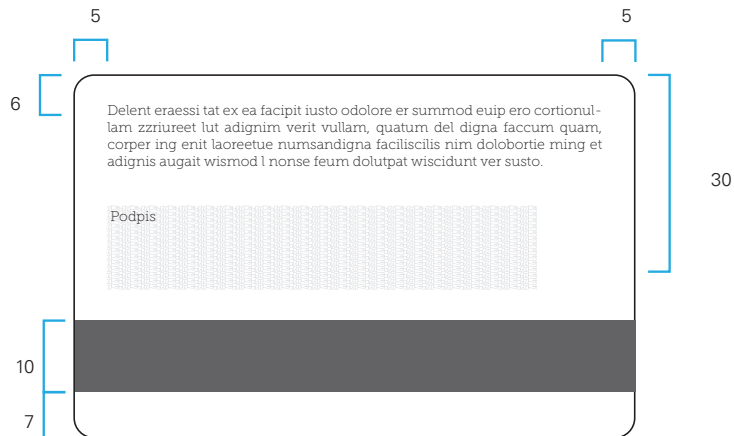 5
5
6
Delent eraessi tat ex ea facipit iusto odolore er summod euip ero cortionul-
lam zzriureet lut adignim verit vullam, quatum del digna faccum quam,
corper ing enit laoreetue numsandigna faciliscilis nim dolobortie ming et
adignis augait wismod l nonse feum dolutpat wiscidunt ver susto.
30
Podpis
10
7